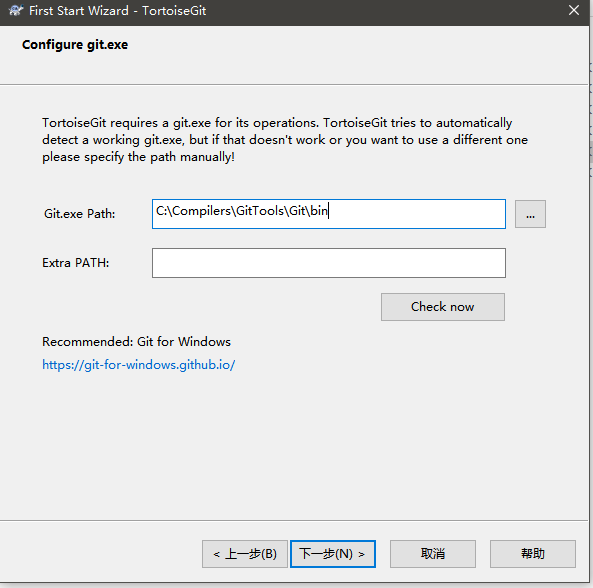 First Start Wizard - TortoiseGit
Configure git.exe
TortoiseGit requires a git.exe for its operations. TortoiseGit tries to automatically
detect a working git.exe, but if that doesn't work or you want to use a different one
please specify the path manually!
Git.exe Path:
C:\Compilers\GitTools\Git\bin
...
Extra PATH:
Check now
Recommended: Git for Windows
https://git-for-windows.github.io/
< 上一步(B)
下一步(N) >
取消
帮助